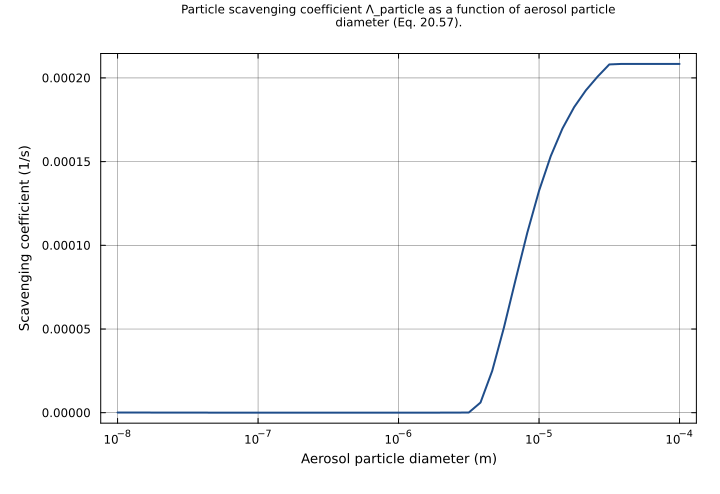 Particle scavenging coefficient Λ_particle as a function of aerosol particle
diameter (Eq. 20.57).
0.00020
0.00015
0.00010
0.00005
0.00000
Scavenging coefficient (1/s)
10⁻⁸ 10⁻⁷ 10⁻⁶ 10⁻⁵ 10⁻⁴
Aerosol particle diameter (m)